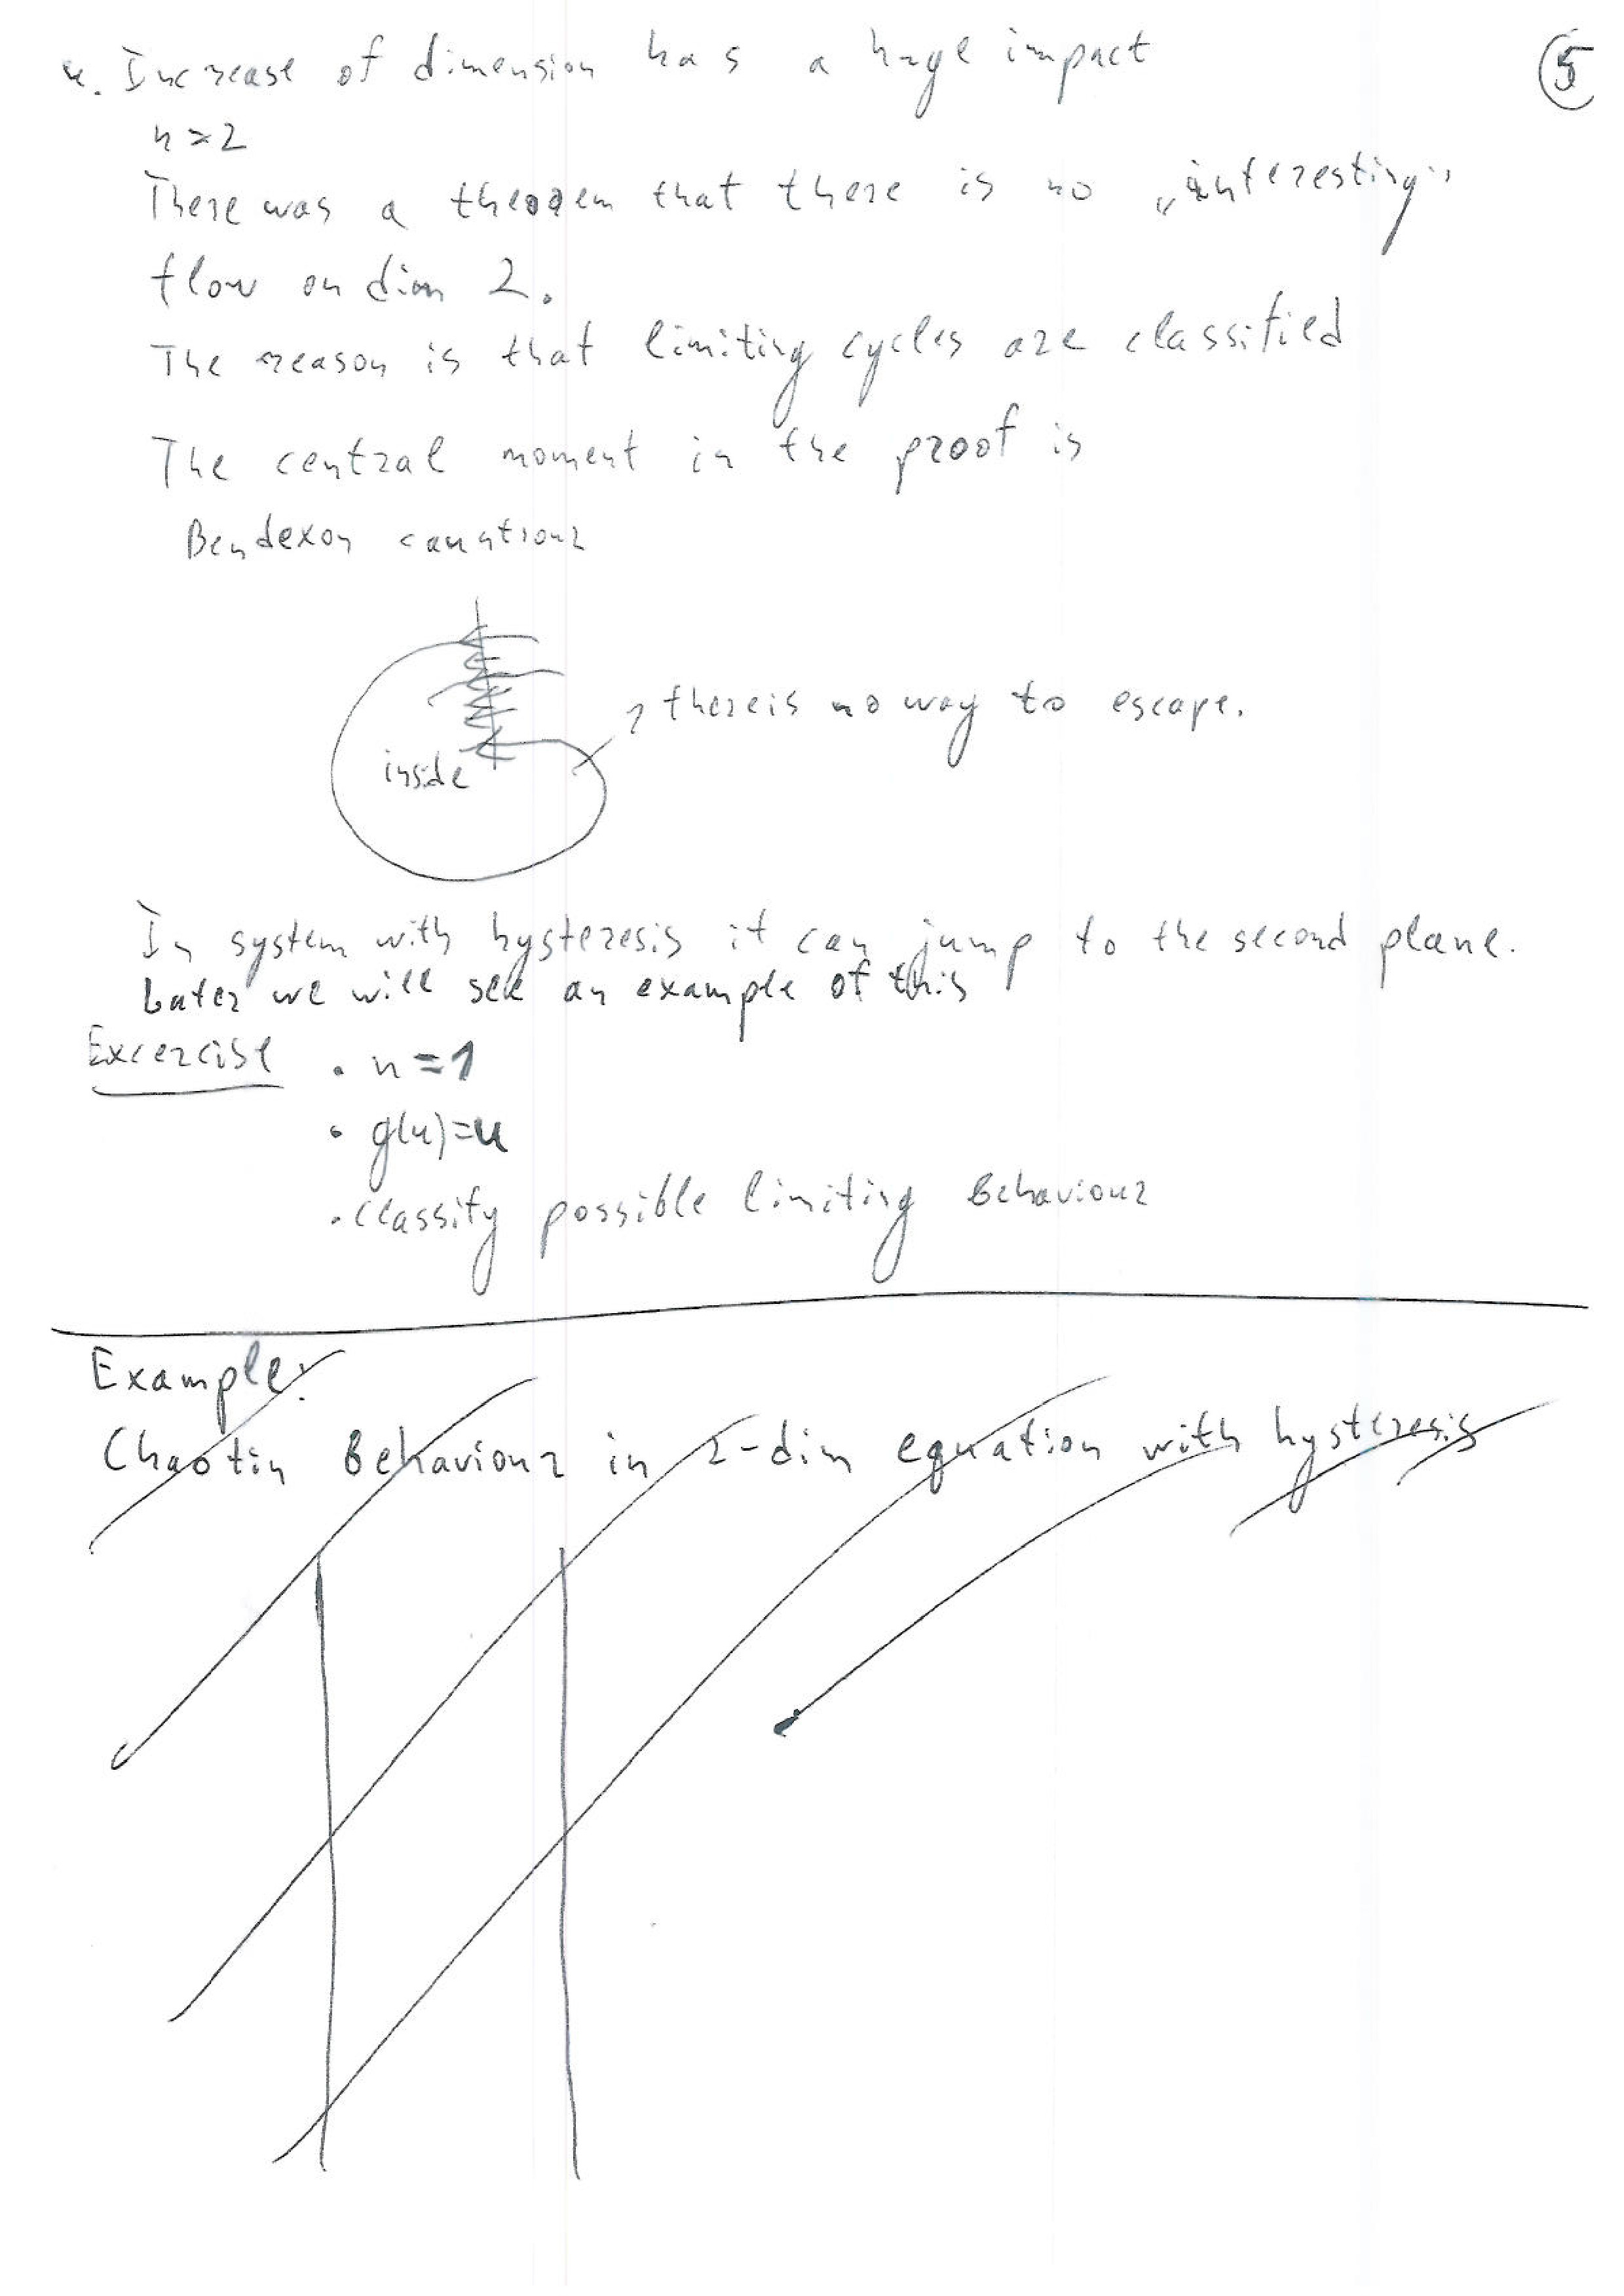 4. Increase of dimension has a huge impact
5
n=2
There was a theorem that there is no „interesting"
flow on dim 2.
The reason is that limiting cycles are classified
The central moment in the proof is
Bendexon
there is no way to escape.
inside
In system with hysteresis it can jump to the second plane.
Later we will see an example of this
Excercise • n=1
• g(u)=u
• classify possible limiting Behaviour
Example:
Chaotin Behaviour in 2-dim equation with hysteresis